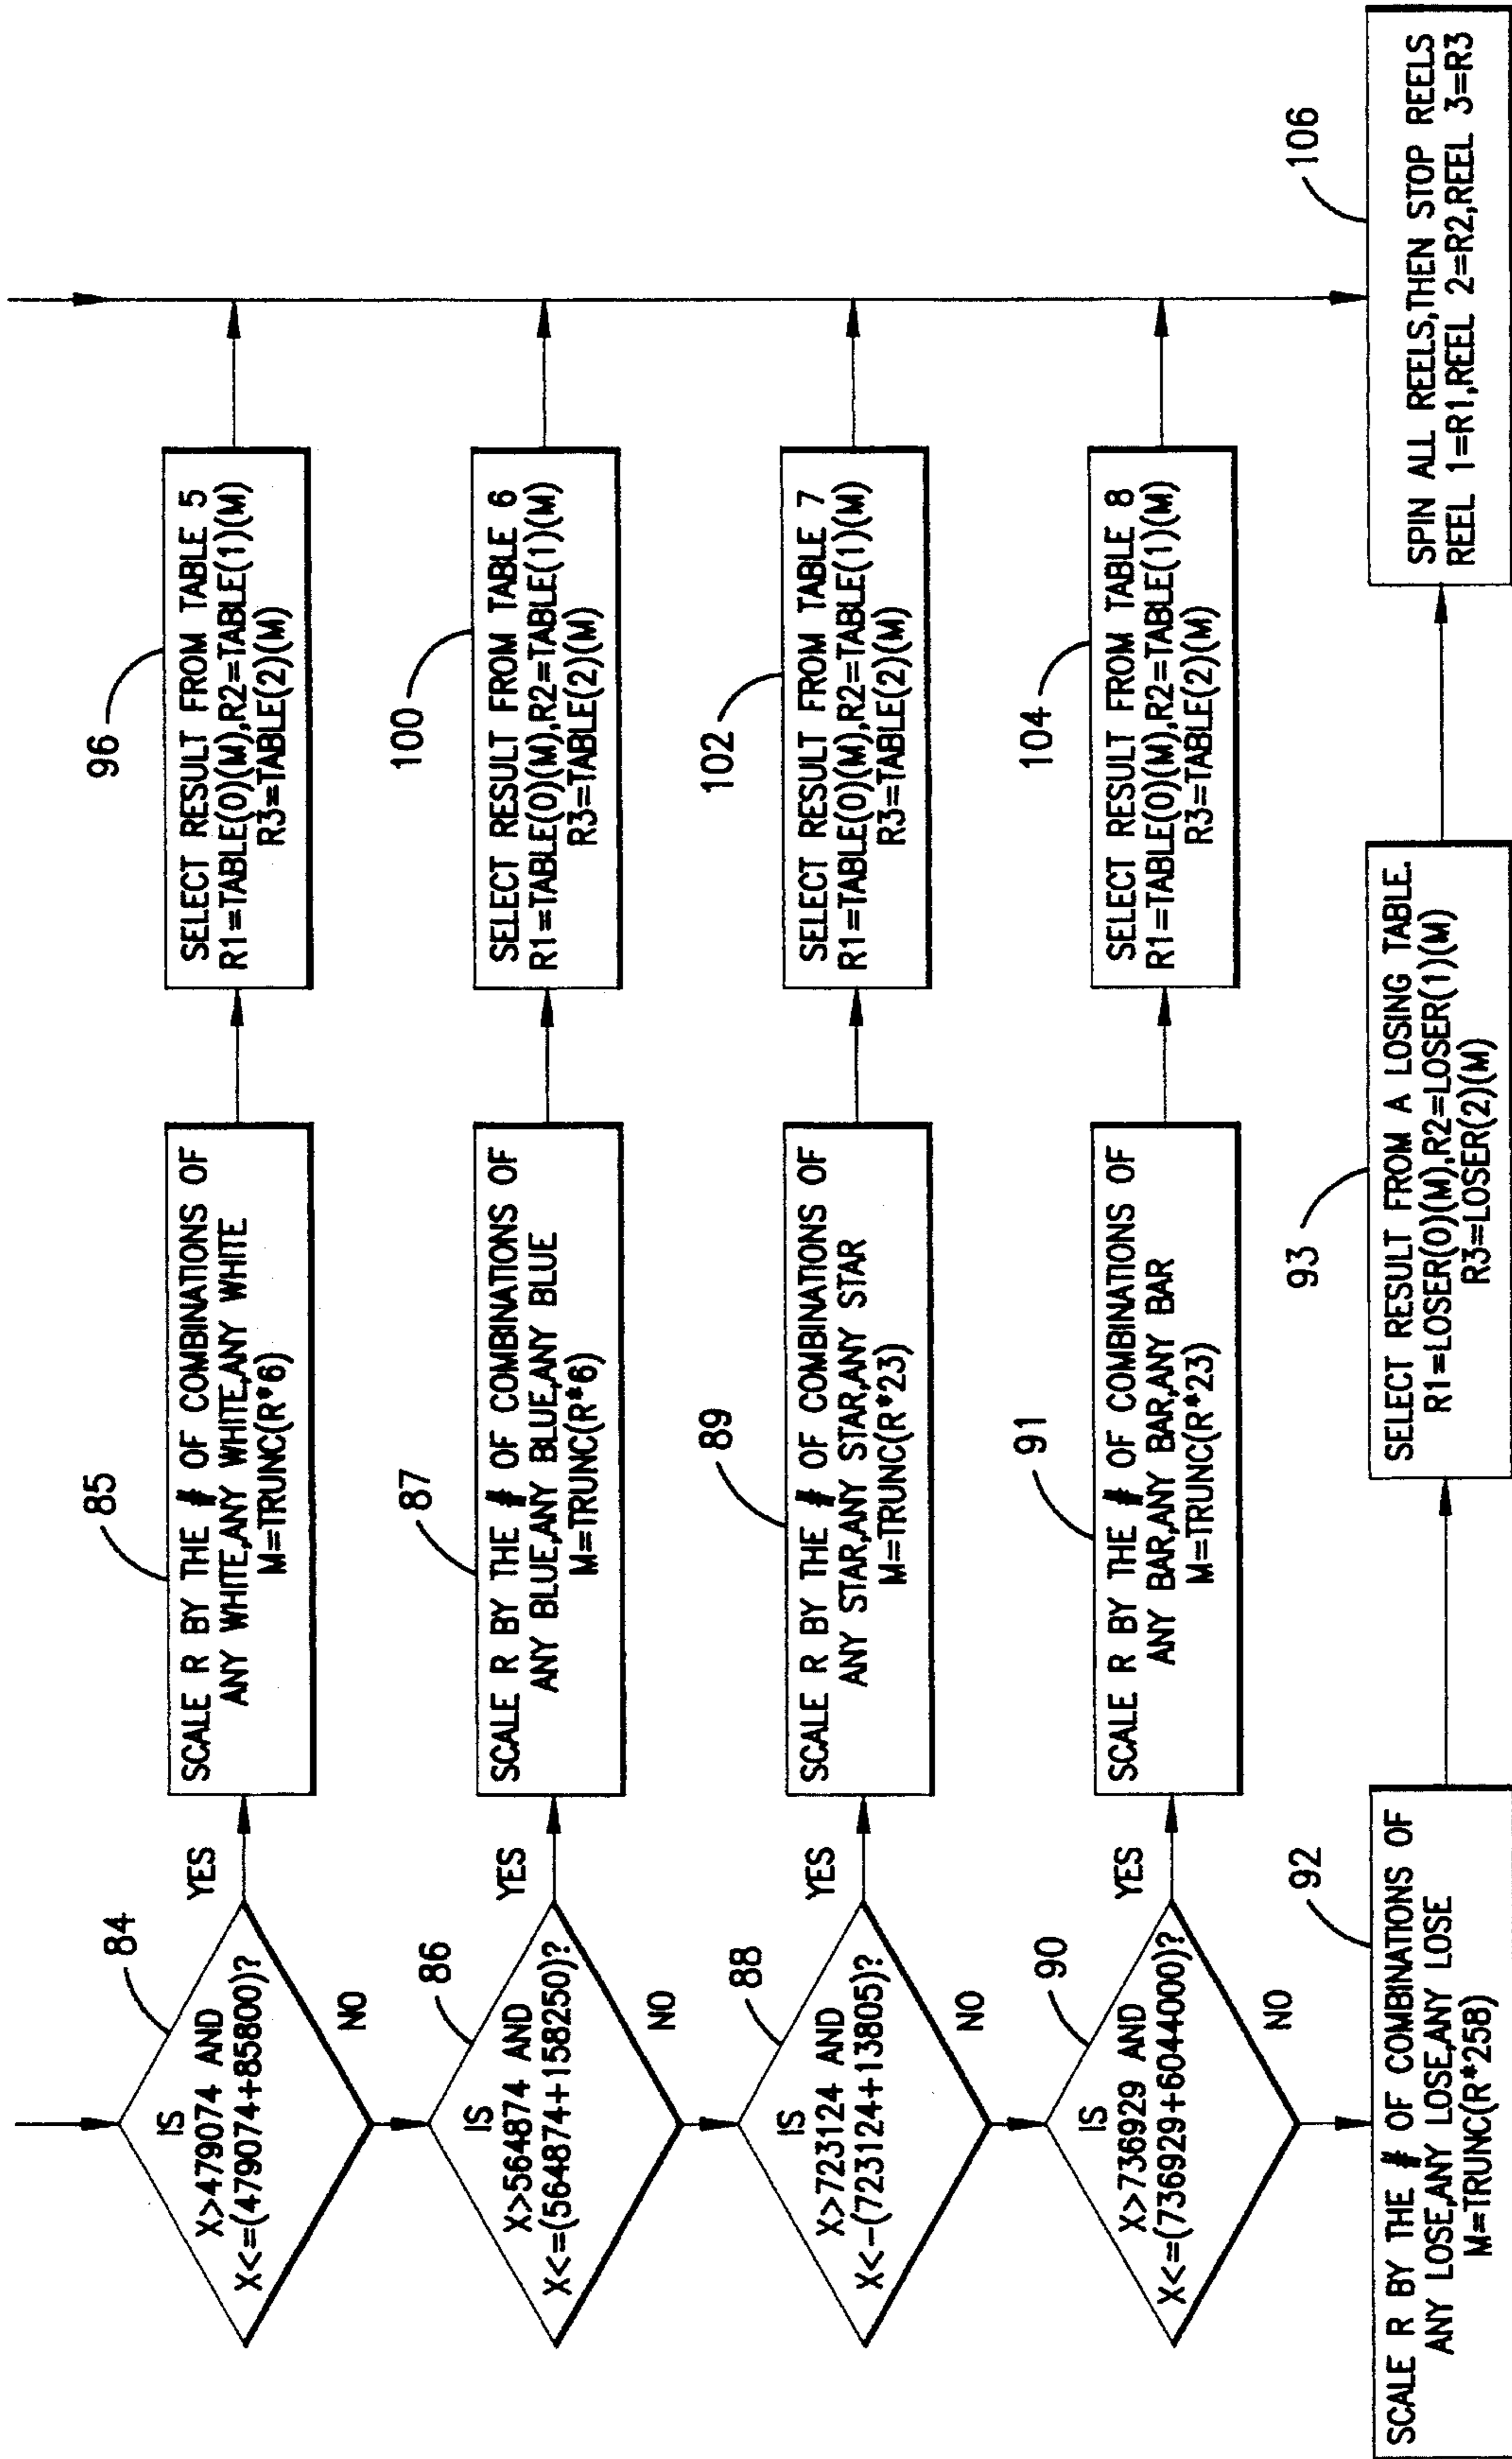 84
IS
X>479074 AND
X<=(479074+85800)?
YES
NO
85
SCALE R BY THE # OF COMBINATIONS OF
ANY WHITE,ANY WHITE,ANY WHITE
M=TRUNC(R*6)
96
SELECT RESULT FROM TABLE 5
R1=TABLE(0)(M),R2=TABLE(1)(M)
R3=TABLE(2)(M)
86
IS
X>564874 AND
X<=(564874+158250)?
YES
NO
87
SCALE R BY THE # OF COMBINATIONS OF
ANY BLUE,ANY BLUE,ANY BLUE
M=TRUNC(R*6)
100
SELECT RESULT FROM TABLE 6
R1=TABLE(0)(M),R2=TABLE(1)(M)
R3=TABLE(2)(M)
88
IS
X>723124 AND
X<-(723124+13805)?
YES
NO
89
SCALE R BY THE # OF COMBINATIONS OF
ANY STAR,ANY STAR,ANY STAR
M=TRUNC(R*23)
102
SELECT RESULT FROM TABLE 7
R1=TABLE(0)(M),R2=TABLE(1)(M)
R3=TABLE(2)(M)
90
IS
X>736929 AND
X<=(736929+6044000)?
YES
NO
91
SCALE R BY THE # OF COMBINATIONS OF
ANY BAR,ANY BAR,ANY BAR
M=TRUNC(R*23)
104
SELECT RESULT FROM TABLE 8
R1=TABLE(0)(M),R2=TABLE(1)(M)
R3=TABLE(2)(M)
92
SCALE R BY THE # OF COMBINATIONS OF
ANY LOSE,ANY LOSE,ANY LOSE
M=TRUNC(R*258)
93
SELECT RESULT FROM A LOSING TABLE.
R1=LOSER(0)(M),R2=LOSER(1)(M)
R3=LOSER(2)(M)
106
SPIN ALL REELS,THEN STOP REELS
REEL 1=R1,REEL 2=R2,REEL 3=R3